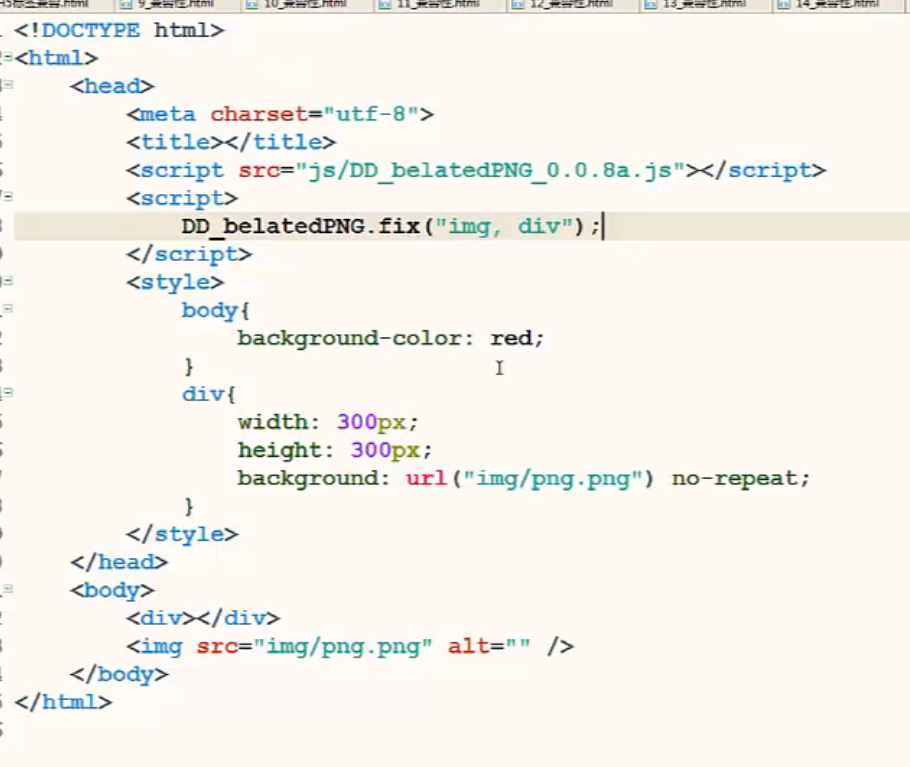 9_兼容性.html 10_兼容性.html 11_兼容性.html 12_兼容性.html 13_兼容性.html 14_兼容性.html
<!DOCTYPE html>
<html>
<head>
<meta charset="utf-8">
<title></title>
<script src="js/DD_belatedPNG_0.0.8a.js"></script>
<script>
DD_belatedPNG.fix("img, div");
</script>
<style>
body{
background-color: red;
}
div{
width: 300px;
height: 300px;
background: url("img/png.png") no-repeat;
}
</style>
</head>
<body>
<div></div>
<img src="img/png.png" alt="" />
</body>
</html>